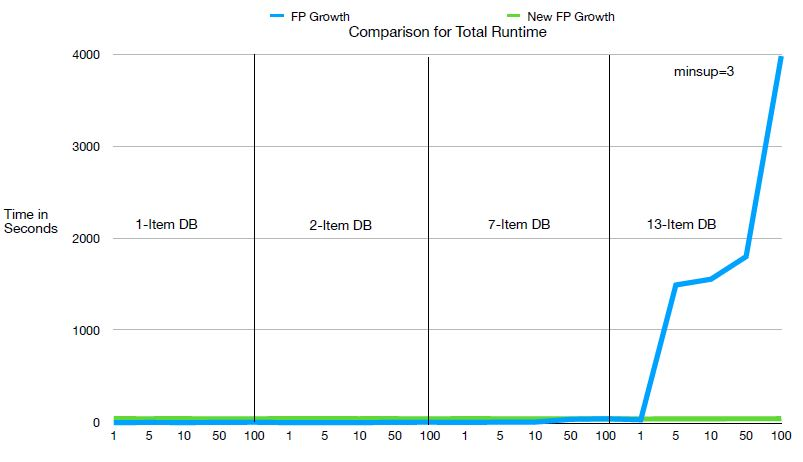 FP Growth New FP Growth
Comparison for Total Runtime
4000
minsup=3
3000
Time in
Seconds
1-Item DB 2-Item DB 7-Item DB 13-Item DB
2000
1000
0
1 5 10 50 100 1 5 10 50 100 1 5 10 50 100 1 5 10 50 100